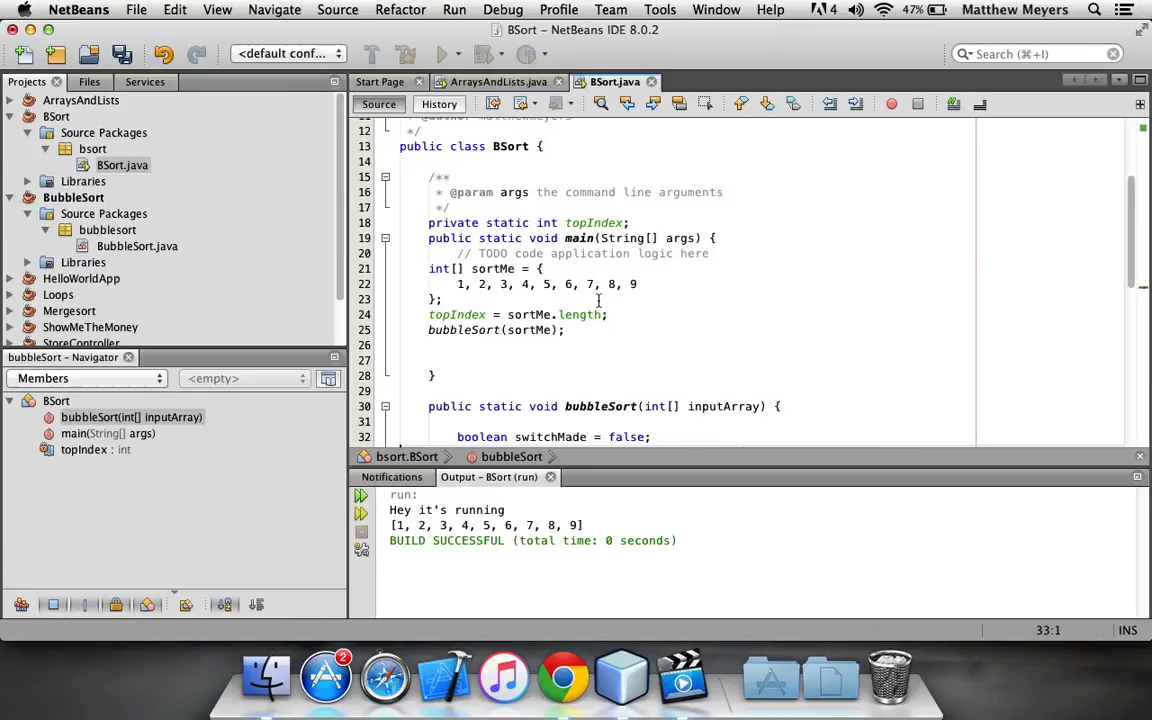 NetBeans File Edit View Navigate Source Refactor Run Debug Profile Team Tools Window Help 4 47% Matthew Meyers
BSort - NetBeans IDE 8.0.2
<default conf... Search (⌘+I)
Projects Files Services
ArraysAndLists
BSort
Source Packages
bsort
BSort.java
Libraries
BubbleSort
Source Packages
bubblesort
BubbleSort.java
Libraries
HelloWorldApp
Loops
Mergesort
ShowMeTheMoney
StoreController
bubbleSort - Navigator
Members <empty>
BSort
bubbleSort(int[] inputArray)
main(String[] args)
topIndex : int
Start Page ArraysAndLists.java BSort.java
Source History
12 */
13 public class BSort {
14
15 /**
16 * @param args the command line arguments
17 */
18 private static int topIndex;
19 public static void main(String[] args) {
20 // TODO code application logic here
21 int[] sortMe = {
22 1, 2, 3, 4, 5, 6, 7, 8, 9
23 };
24 topIndex = sortMe.length;
25 bubbleSort(sortMe);
26
27
28 }
29
30 public static void bubbleSort(int[] inputArray) {
31
32 boolean switchMade = false;
bsort.BSort bubbleSort
Notifications Output - BSort (run)
run:
Hey it's running
[1, 2, 3, 4, 5, 6, 7, 8, 9]
BUILD SUCCESSFUL (total time: 0 seconds)
33:1 INS
2